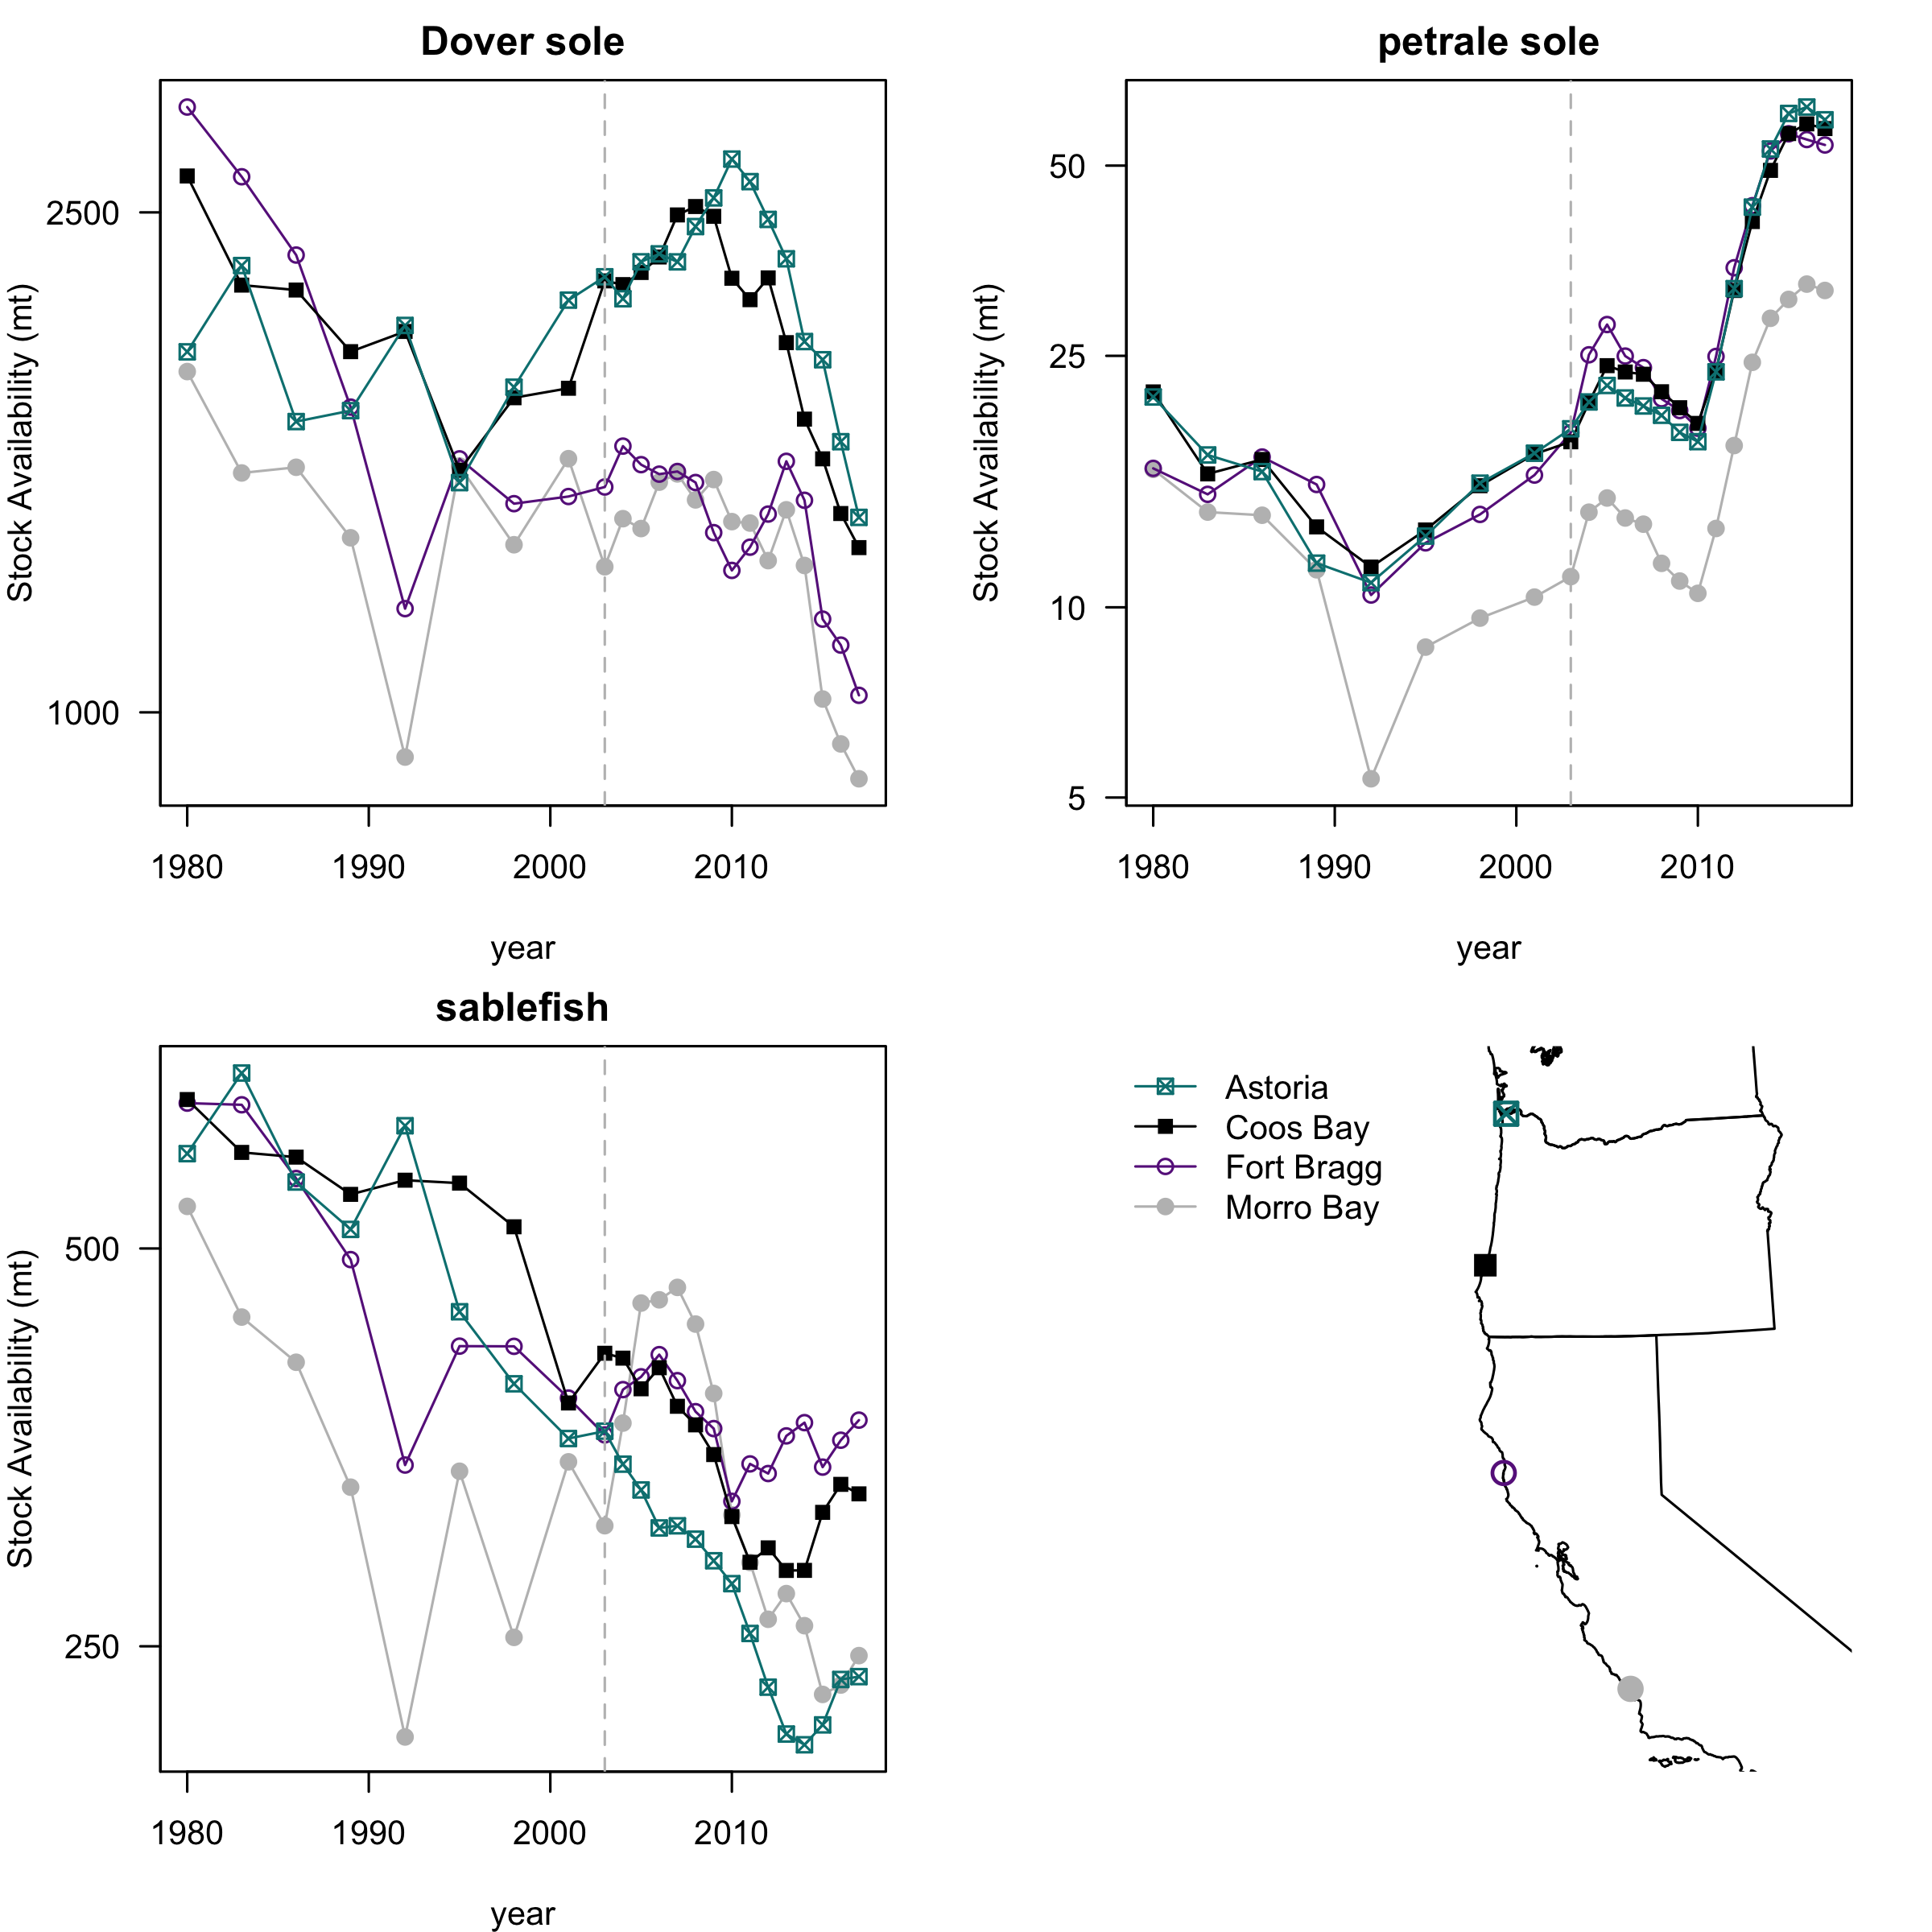 Dover sole
Stock Availability (mt)
2500
1000
1980 1990 2000 2010
year
petrale sole
Stock Availability (mt)
50
25
10
5
1980 1990 2000 2010
year
sablefish
Stock Availability (mt)
500
250
1980 1990 2000 2010
year
Astoria
Coos Bay
Fort Bragg
Morro Bay